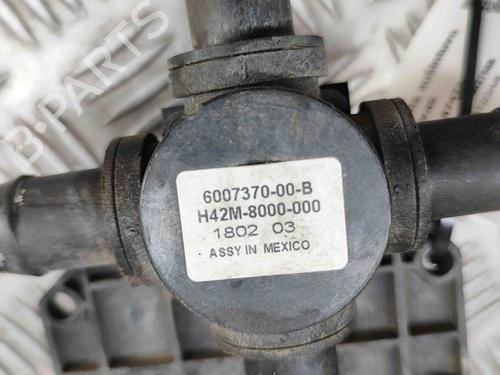 B-PARTS
6007370-00-B
H42M-8000-000
1802 03
ASSY IN MEXICO